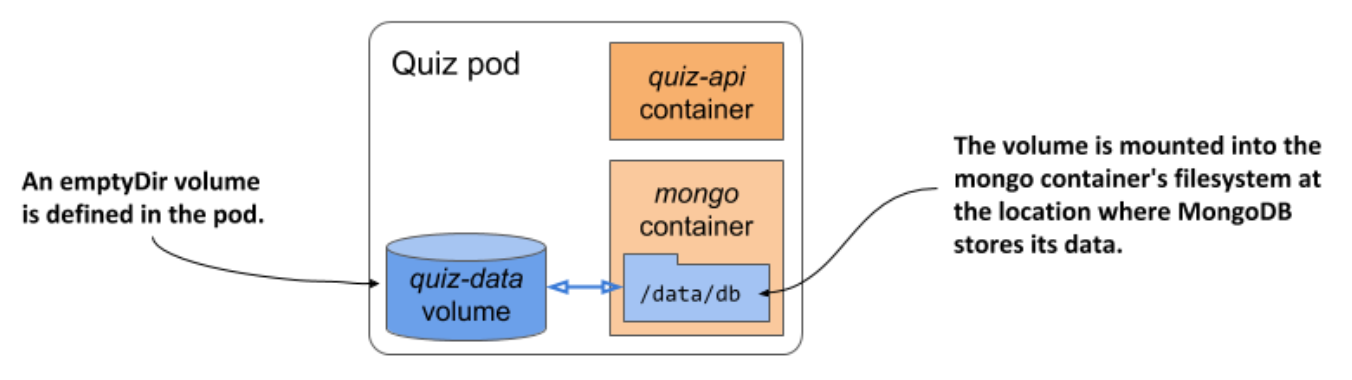 Quiz pod
quiz-api
container
An emptyDir volume
is defined in the pod.
mongo
container
quiz-data
volume
/data/db
The volume is mounted into the
mongo container's filesystem at
the location where MongoDB
stores its data.